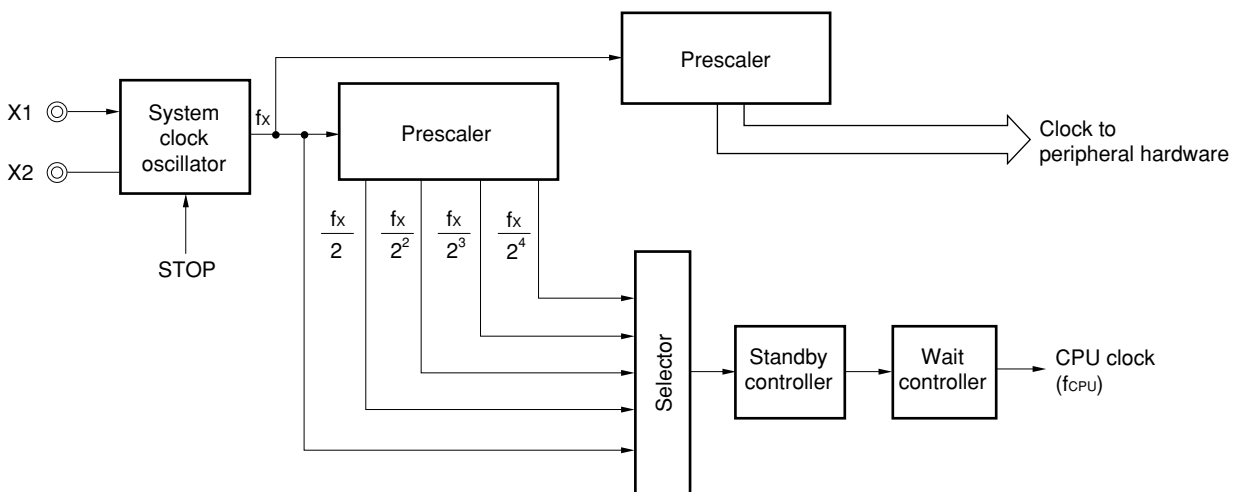 Prescaler
X1
X2
System
clock
oscillator
fx
Prescaler
Clock to
peripheral hardware
STOP
fx
2
fx
2²
fx
2³
fx
2⁴
Selector
Standby
controller
Wait
controller
CPU clock
(fCPU)